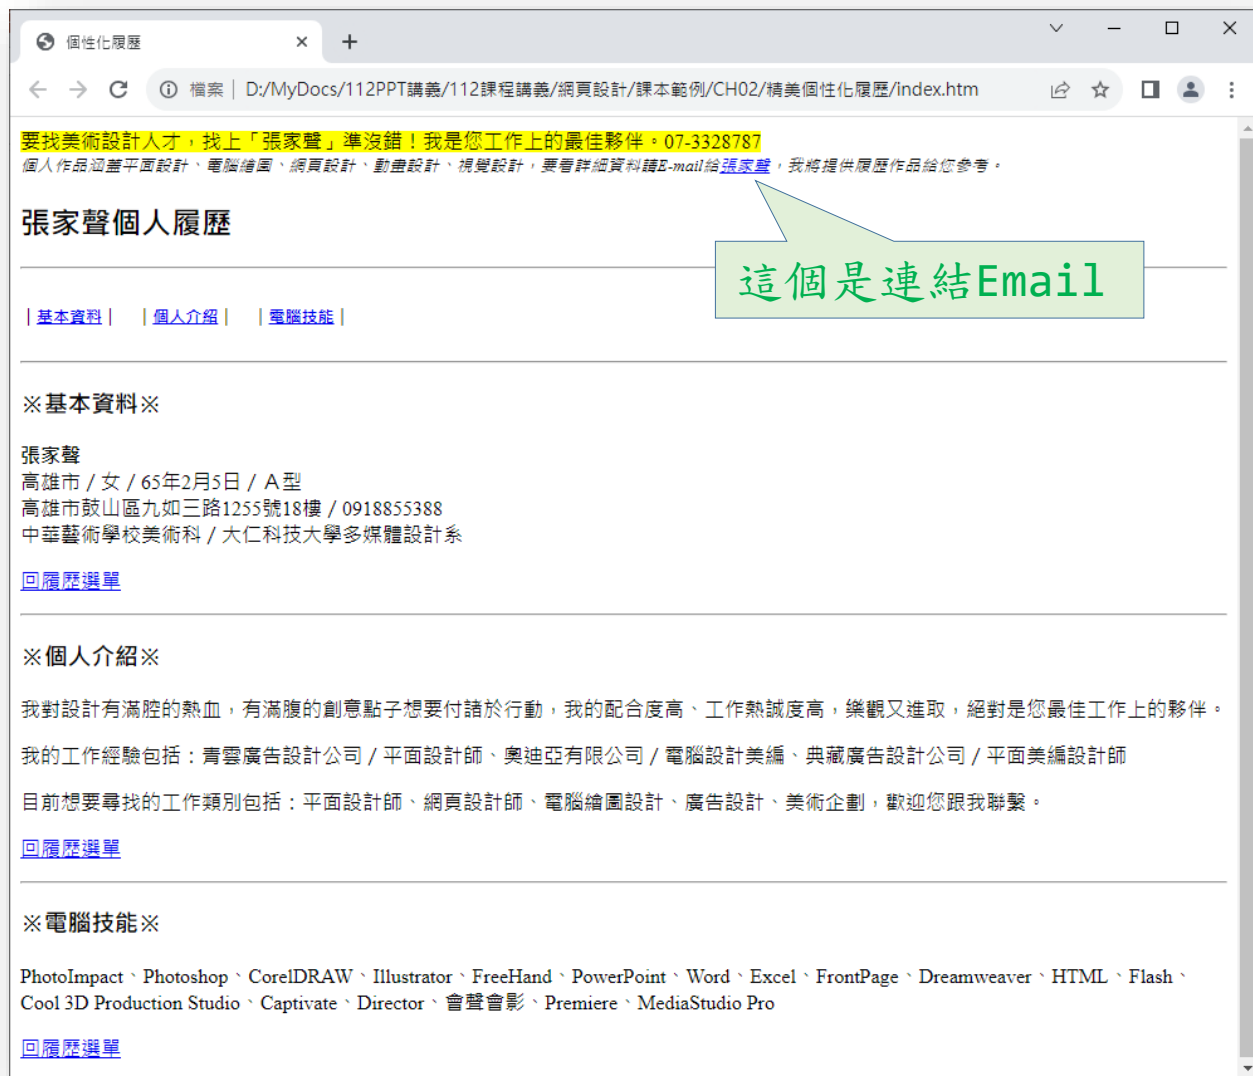 個性化履歷
檔案 | D:/MyDocs/112PPT講義/112課程講義/網頁設計/課本範例/CH02/精美個性化履歷/index.htm
要找美術設計人才，找上「張家聲」準沒錯！我是您工作上的最佳夥伴。07-3328787
個人作品涵蓋平面設計、電腦繪圖、網頁設計、動畫設計、視覺設計，要看詳細資料請E-mail給張家聲，我將提供履歷作品給您參考。
張家聲個人履歷
這個是連結Email
|基本資料| |個人介紹| |電腦技能|
※基本資料※
張家聲
高雄市 / 女 / 65年2月5日 / Ａ型
高雄市鼓山區九如三路1255號18樓 / 0918855388
中華藝術學校美術科 / 大仁科技大學多媒體設計系
回履歷選單
※個人介紹※
我對設計有滿腔的熱血，有滿腹的創意點子想要付諸於行動，我的配合度高、工作熱誠度高，樂觀又進取，絕對是您最佳工作上的夥伴。
我的工作經驗包括：青雲廣告設計公司 / 平面設計師、奧迪亞有限公司 / 電腦設計美編、典藏廣告設計公司 / 平面美編設計師
目前想要尋找的工作類別包括：平面設計師、網頁設計師、電腦繪圖設計、廣告設計、美術企劃，歡迎您跟我聯繫。
回履歷選單
※電腦技能※
PhotoImpact、Photoshop、CorelDRAW、Illustrator、FreeHand、PowerPoint、Word、Excel、FrontPage、Dreamweaver、HTML、Flash、
Cool 3D Production Studio、Captivate、Director、會聲會影、Premiere、MediaStudio Pro
回履歷選單